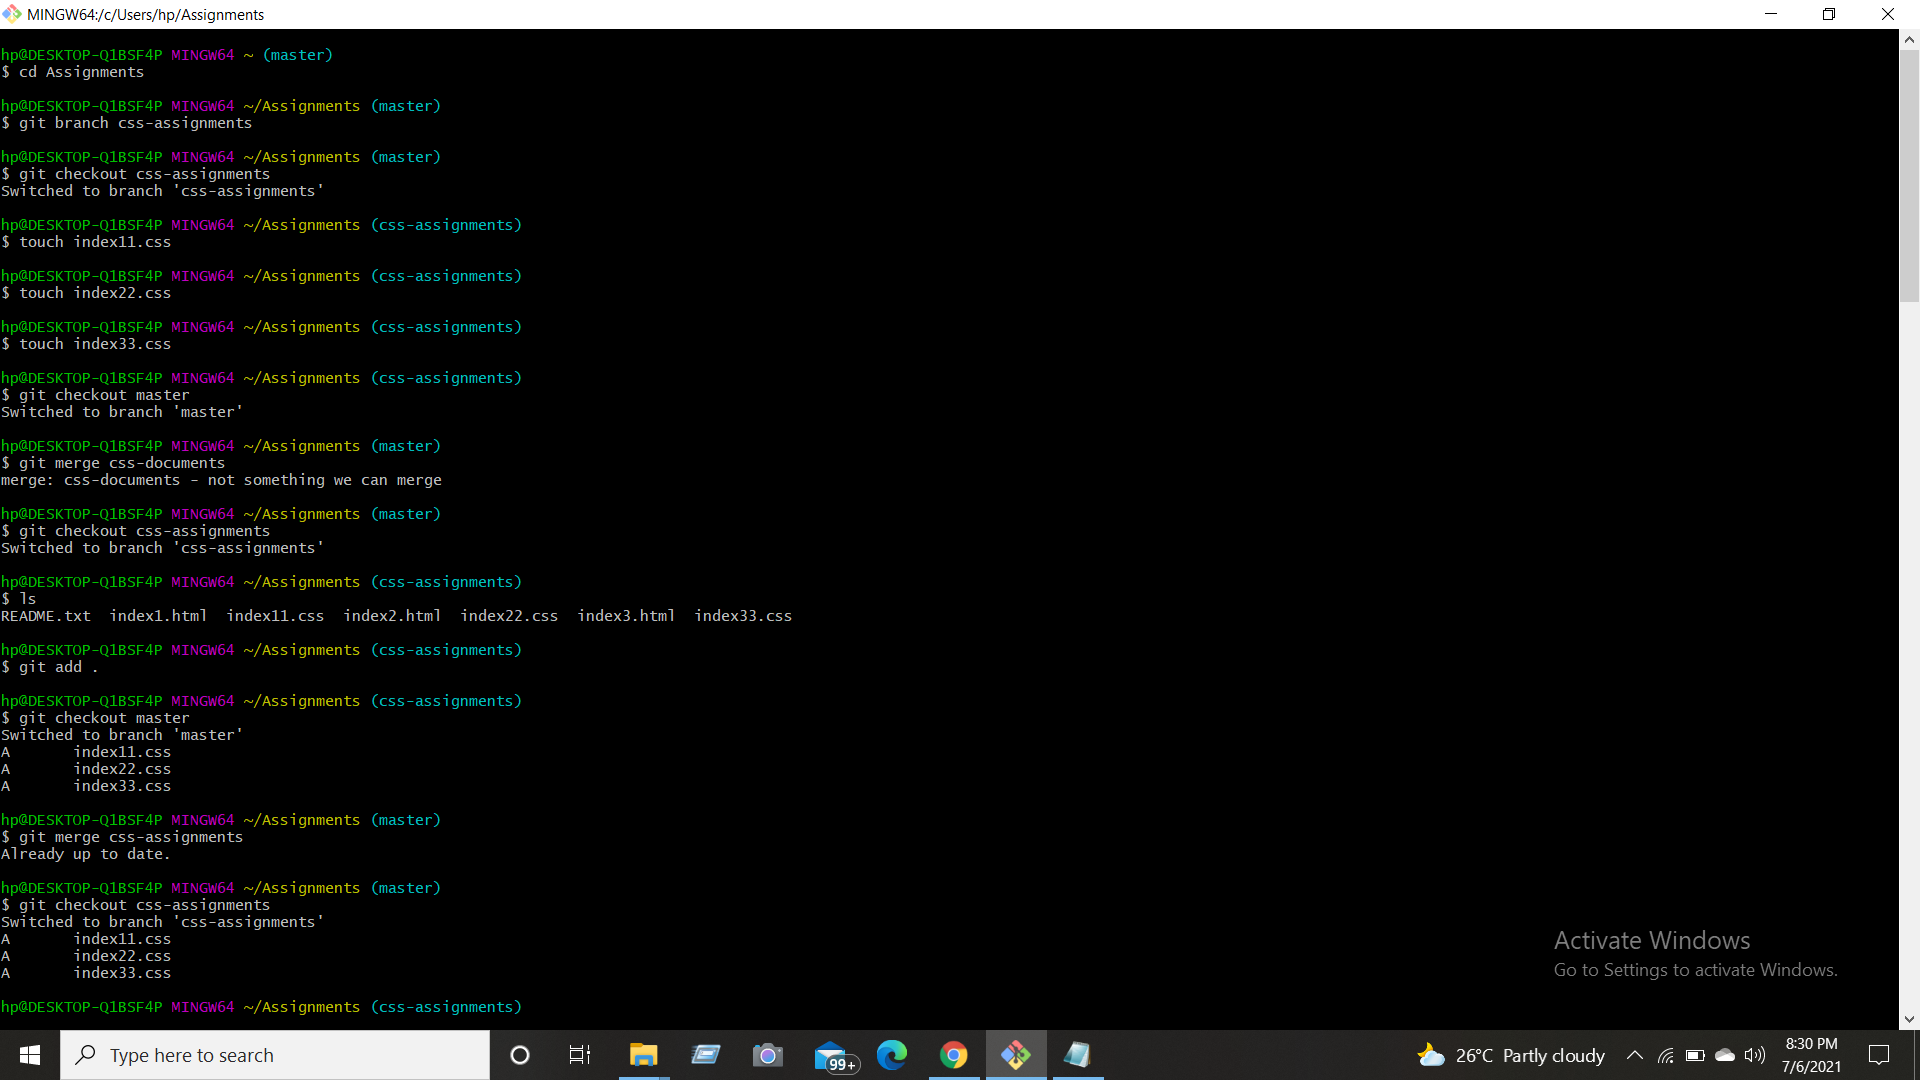 MINGW64:/c/Users/hp/Assignments
hp@DESKTOP-Q1BSF4P MINGW64 ~ (master)
$ cd Assignments
hp@DESKTOP-Q1BSF4P MINGW64 ~/Assignments (master)
$ git branch css-assignments
hp@DESKTOP-Q1BSF4P MINGW64 ~/Assignments (master)
$ git checkout css-assignments
Switched to branch 'css-assignments'
hp@DESKTOP-Q1BSF4P MINGW64 ~/Assignments (css-assignments)
$ touch index11.css
hp@DESKTOP-Q1BSF4P MINGW64 ~/Assignments (css-assignments)
$ touch index22.css
hp@DESKTOP-Q1BSF4P MINGW64 ~/Assignments (css-assignments)
$ touch index33.css
hp@DESKTOP-Q1BSF4P MINGW64 ~/Assignments (css-assignments)
$ git checkout master
Switched to branch 'master'
hp@DESKTOP-Q1BSF4P MINGW64 ~/Assignments (master)
$ git merge css-documents
merge: css-documents - not something we can merge
hp@DESKTOP-Q1BSF4P MINGW64 ~/Assignments (master)
$ git checkout css-assignments
Switched to branch 'css-assignments'
hp@DESKTOP-Q1BSF4P MINGW64 ~/Assignments (css-assignments)
$ ls
README.txt  index1.html  index11.css  index2.html  index22.css  index3.html  index33.css
hp@DESKTOP-Q1BSF4P MINGW64 ~/Assignments (css-assignments)
$ git add .
hp@DESKTOP-Q1BSF4P MINGW64 ~/Assignments (css-assignments)
$ git checkout master
Switched to branch 'master'
A       index11.css
A       index22.css
A       index33.css
hp@DESKTOP-Q1BSF4P MINGW64 ~/Assignments (master)
$ git merge css-assignments
Already up to date.
hp@DESKTOP-Q1BSF4P MINGW64 ~/Assignments (master)
$ git checkout css-assignments
Switched to branch 'css-assignments'
A       index11.css
A       index22.css
A       index33.css
hp@DESKTOP-Q1BSF4P MINGW64 ~/Assignments (css-assignments)
Activate Windows
Go to Settings to activate Windows.
Type here to search
99+
26°C Partly cloudy
8:30 PM
7/6/2021